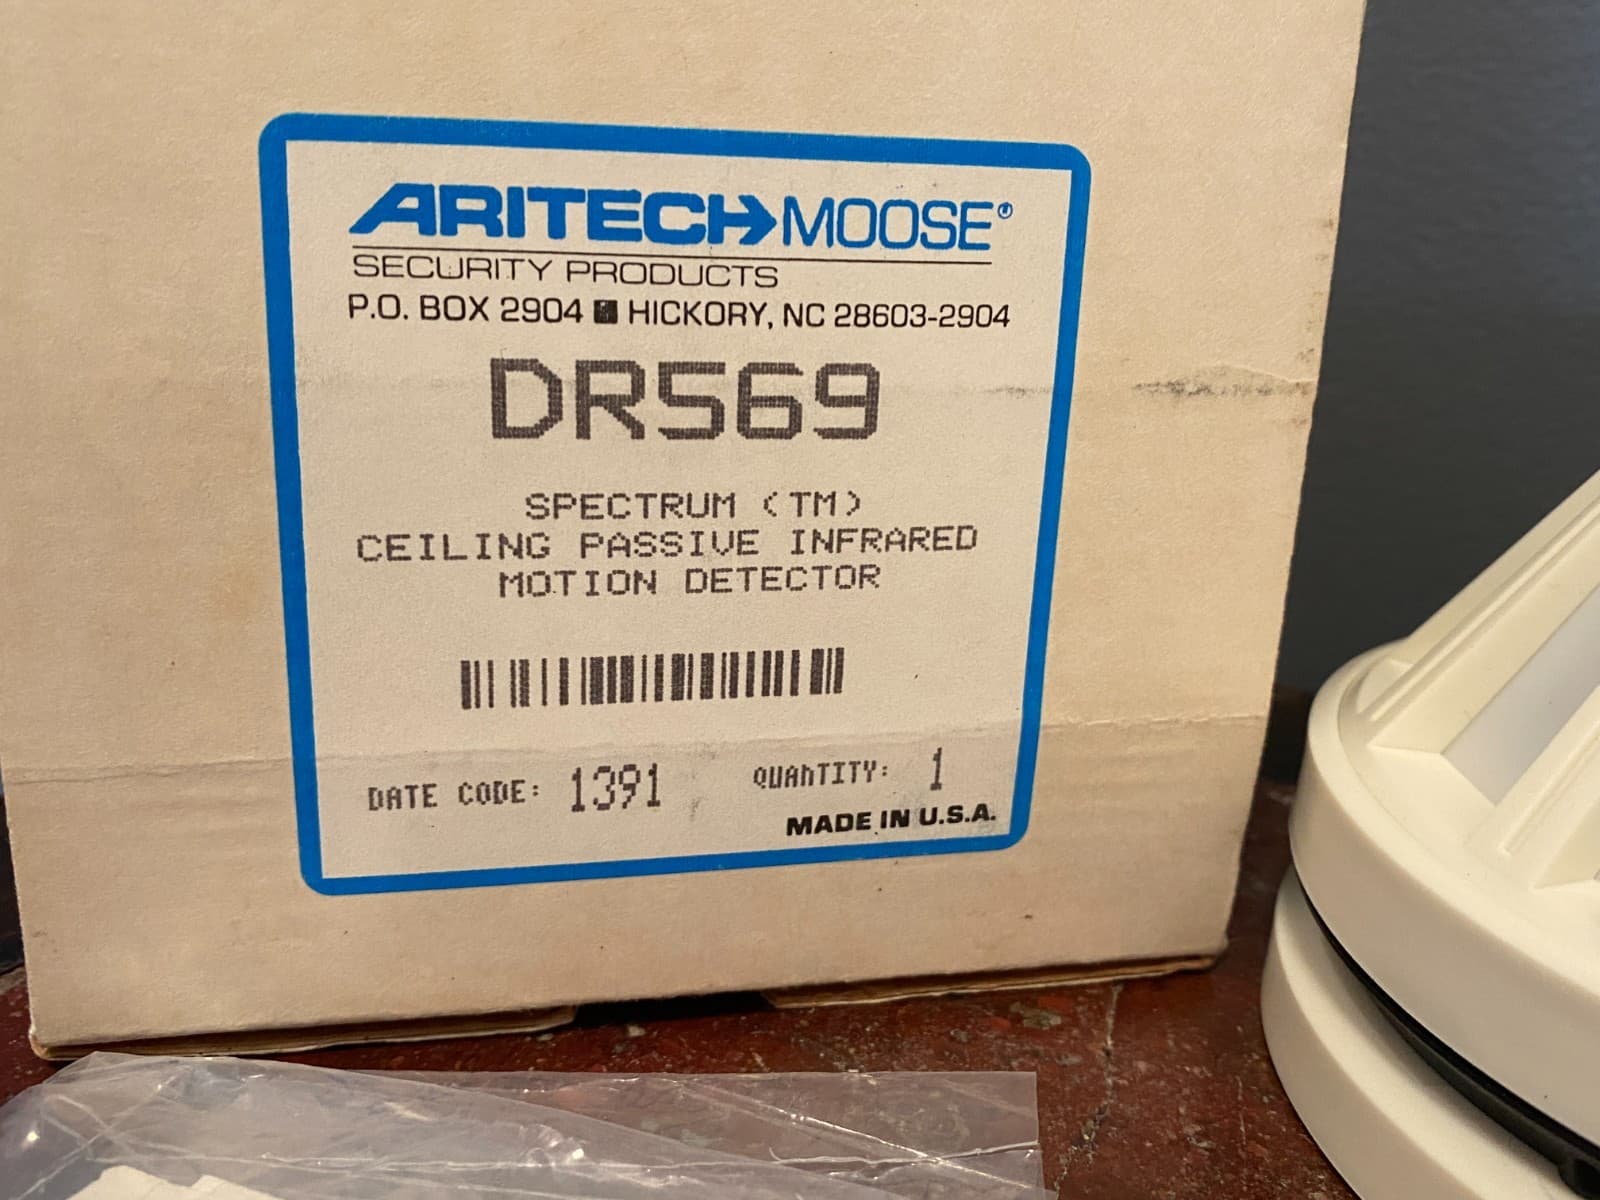 ARITECH MOOSE®
SECURITY PRODUCTS
P.O. BOX 2904 ■ HICKORY, NC 28603-2904
DR569
SPECTRUM (TM)
CEILING PASSIVE INFRARED
MOTION DETECTOR
DATE CODE: 1391 QUANTITY: 1
MADE IN U.S.A.